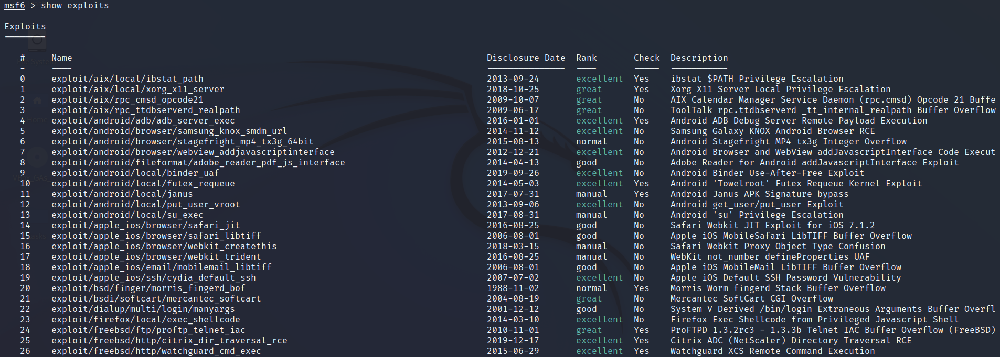 msf6 > show exploits
Exploits
========
# Name Disclosure Date Rank Check Description
- ---- --------------- ---- ----- -----------
0 exploit/aix/local/ibstat_path 2013-09-24 excellent Yes ibstat $PATH Privilege Escalation
1 exploit/aix/local/xorg_x11_server 2018-10-25 great Yes Xorg X11 Server Local Privilege Escalation
2 exploit/aix/rpc_cmsd_opcode21 2009-10-07 great No AIX Calendar Manager Service Daemon (rpc.cmsd) Opcode 21 Buffe
3 exploit/aix/rpc_ttdbserverd_realpath 2009-06-17 great No ToolTalk rpc.ttdbserverd _tt_internal_realpath Buffer Overflow
4 exploit/android/adb/adb_server_exec 2016-01-01 excellent Yes Android ADB Debug Server Remote Payload Execution
5 exploit/android/browser/samsung_knox_smdm_url 2014-11-12 excellent No Samsung Galaxy KNOX Android Browser RCE
6 exploit/android/browser/stagefright_mp4_tx3g_64bit 2015-08-13 normal No Android Stagefright MP4 tx3g Integer Overflow
7 exploit/android/browser/webview_addjavascriptinterface 2012-12-21 excellent No Android Browser and WebView addJavascriptInterface Code Execut
8 exploit/android/fileformat/adobe_reader_pdf_js_interface 2014-04-13 good No Adobe Reader for Android addJavascriptInterface Exploit
9 exploit/android/local/binder_uaf 2019-09-26 excellent No Android Binder Use-After-Free Exploit
10 exploit/android/local/futex_requeue 2014-05-03 excellent Yes Android 'Towelroot' Futex Requeue Kernel Exploit
11 exploit/android/local/janus 2017-07-31 manual Yes Android Janus APK Signature bypass
12 exploit/android/local/put_user_vroot 2013-09-06 excellent No Android get_user/put_user Exploit
13 exploit/android/local/su_exec 2017-08-31 manual No Android 'su' Privilege Escalation
14 exploit/apple_ios/browser/safari_jit 2016-08-25 good No Safari Webkit JIT Exploit for iOS 7.1.2
15 exploit/apple_ios/browser/safari_libtiff 2006-08-01 good No Apple iOS MobileSafari LibTIFF Buffer Overflow
16 exploit/apple_ios/browser/webkit_createthis 2018-03-15 manual No Safari Webkit Proxy Object Type Confusion
17 exploit/apple_ios/browser/webkit_trident 2016-08-25 manual No WebKit not_number defineProperties UAF
18 exploit/apple_ios/email/mobilemail_libtiff 2006-08-01 good No Apple iOS MobileMail LibTIFF Buffer Overflow
19 exploit/apple_ios/ssh/cydia_default_ssh 2007-07-02 excellent No Apple iOS Default SSH Password Vulnerability
20 exploit/bsd/finger/morris_fingerd_bof 1988-11-02 normal Yes Morris Worm fingerd Stack Buffer Overflow
21 exploit/bsdi/softcart/mercantec_softcart 2004-08-19 great No Mercantec SoftCart CGI Overflow
22 exploit/dialup/multi/login/manyargs 2001-12-12 good No System V Derived /bin/login Extraneous Arguments Buffer Overfl
23 exploit/firefox/local/exec_shellcode 2014-03-10 excellent No Firefox Exec Shellcode from Privileged Javascript Shell
24 exploit/freebsd/ftp/proftp_telnet_iac 2010-11-01 great Yes ProFTPD 1.3.2rc3 - 1.3.3b Telnet IAC Buffer Overflow (FreeBSD)
25 exploit/freebsd/http/citrix_dir_traversal_rce 2019-12-17 excellent Yes Citrix ADC (NetScaler) Directory Traversal RCE
26 exploit/freebsd/http/watchguard_cmd_exec 2015-06-29 excellent Yes Watchguard XCS Remote Command Execution